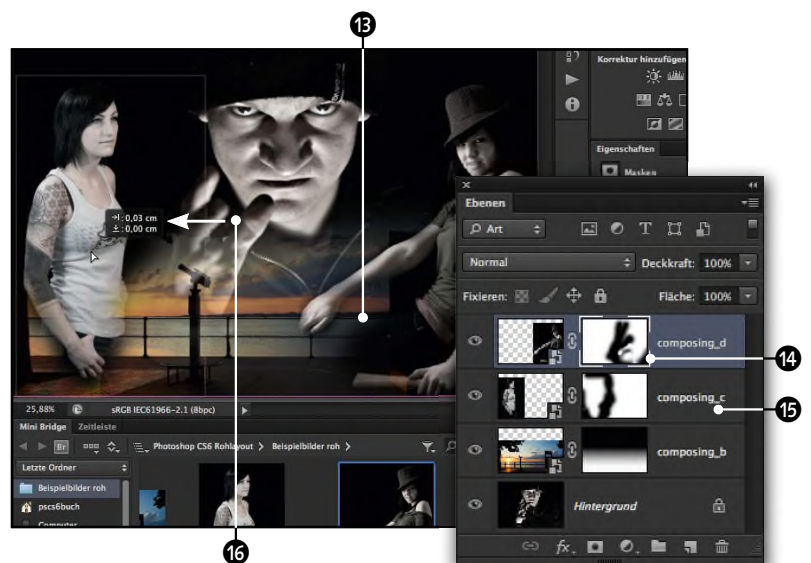 13
Korrektur hinzufügen
Eigenschaften
Masken
Ebenen
Art
Normal
Deckkraft: 100%
Fixieren:
Fläche: 100%
composing_d
composing_c
composing_b
Hintergrund
fx
14
15
: 0,03 cm
: 0,00 cm
25,88%
sRGB IEC61966-2.1 (8bpc)
Mini Bridge
Zeitleiste
Br
Photoshop CS6 Rohlayout > Beispielbilder roh >
Letzte Ordner
Beispielbilder roh
pscs6buch
Computer
16